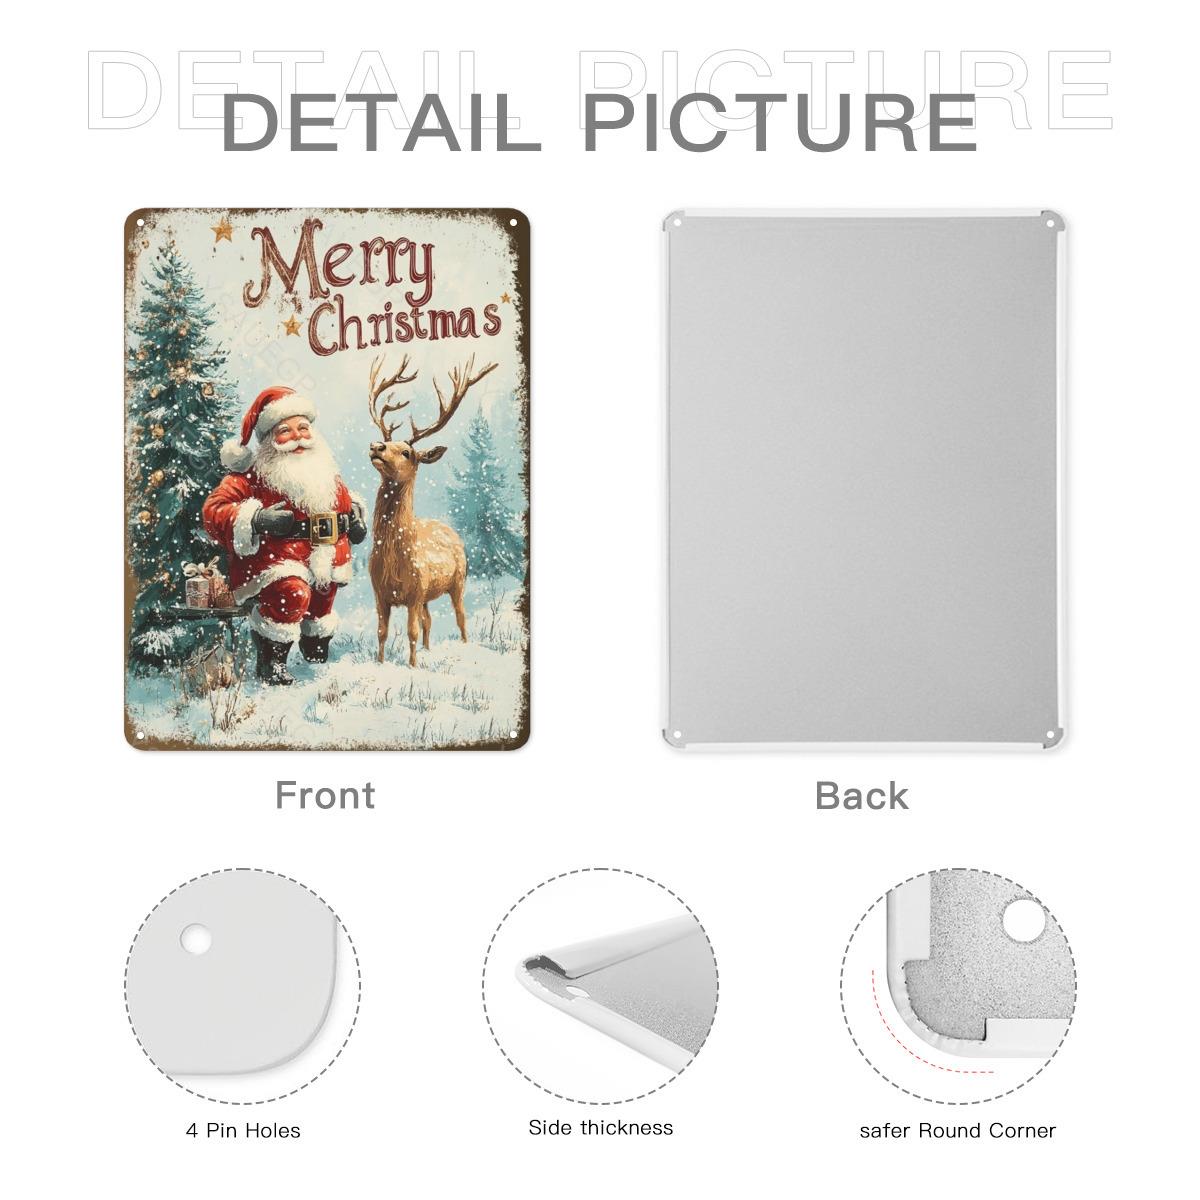 DETAIL PICTURE
DETAIL PICTURE
Merry
Christmas
Front
Back
4 Pin Holes
Side thickness
safer Round Corner